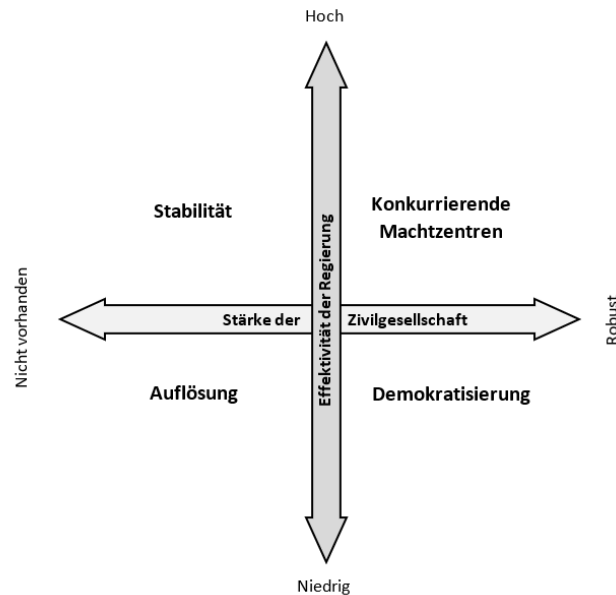 Hoch
Stabilität
Konkurrierende
Machtzentren
Nicht vorhanden
Stärke der
Effektivität der Regierung
Zivilgesellschaft
Robust
Auflösung
Demokratisierung
Niedrig